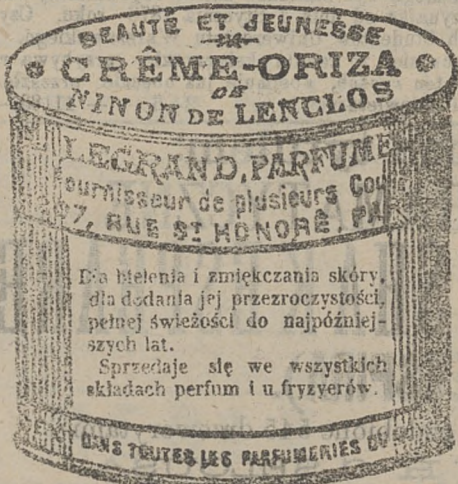 BEAUTÉ ET JEUNESSE
CRÊME-ORIZA
DE
NINON DE LENCLOS
LEGRAND, PARFUME
ournisseur de plusieurs Cou
7, RUE ST HONORÉ, PA
Dla bielenia i zmiękczania skóry,
dla dodania jej przezroczystości,
pełnej świeżości do najpóźniej-
szych lat.
Sprzedaje się we wszystkich
składach perfum i u fryzyerów.
DANS TOUTES LES PARFUMERIES DU